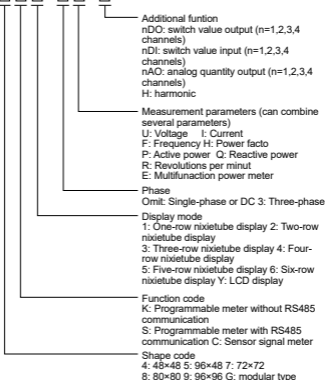 Additional funtion
nDO: switch value output (n=1,2,3,4
channels)
nDI: switch value input (n=1,2,3,4
channels)
nAO: analog quantity output (n=1,2,3,4
channels)
H: harmonic
Measurement parameters (can combine
several parameters)
U: Voltage I: Current
F: Frequency H: Power facto
P: Active power Q: Reactive power
R: Revolutions per minut
E: Multifunaction power meter
Phase
Omit: Single-phase or DC 3: Three-phase
Display mode
1: One-row nixietube display 2: Two-row
nixietube display
3: Three-row nixietube display 4: Four-
row nixietube display
5: Five-row nixietube display 6: Six-row
nixietube display Y: LCD display
Function code
K: Programmable meter without RS485
communication
S: Programmable meter with RS485
communication C: Sensor signal meter
Shape code
4: 48×48 5: 96×48 7: 72×72
8: 80×80 9: 96×96 G: modular type